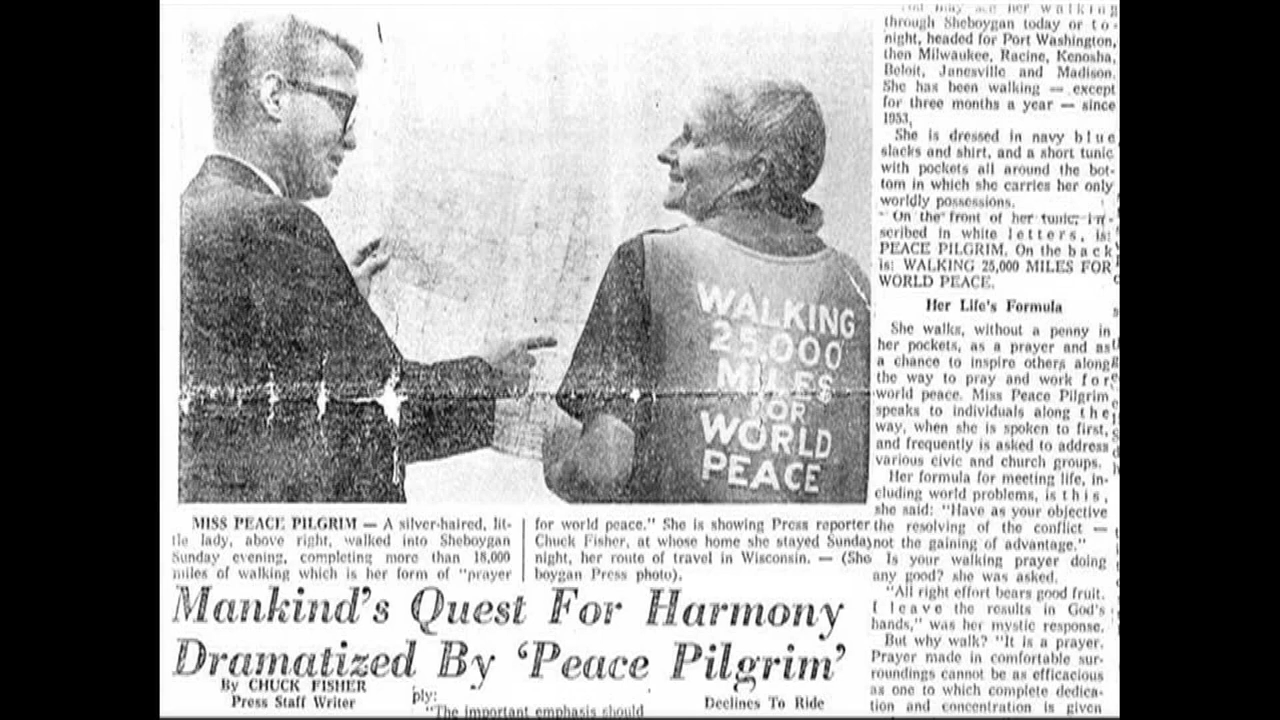 WALKING
25,000
MILES
FOR
WORLD
PEACE
MISS PEACE PILGRIM — A silver-haired, lit-
tle lady, above right, walked into Sheboygan
Sunday evening, completing more than 18,000
miles of walking which is her form of "prayer
for world peace." She is showing Press reporter
Chuck Fisher, at whose home she stayed Sunday
night, her route of travel in Wisconsin. — (She
boygan Press photo).
Mankind's Quest For Harmony
Dramatized By 'Peace Pilgrim'
By CHUCK FISHER
Press Staff Writer
ply:
"The important emphasis should
Declines To Ride
may her walking
through Sheboygan today or to-
night, headed for Port Washington,
then Milwaukee, Racine, Kenosha,
Beloit, Janesville and Madison.
She has been walking — except
for three months a year — since
1953.
She is dressed in navy blue
slacks and shirt, and a short tunic
with pockets all around the bot-
tom in which she carries her only
worldly possessions.
On the front of her tunic, in-
scribed in white letters, is:
PEACE PILGRIM. On the back
is: WALKING 25,000 MILES FOR
WORLD PEACE.
Her Life's Formula
She walks, without a penny in
her pockets, as a prayer and as
a chance to inspire others along
the way to pray and work for
world peace. Miss Peace Pilgrim
speaks to individuals along the
way, when she is spoken to first,
and frequently is asked to address
various civic and church groups.
Her formula for meeting life, in-
cluding world problems, is this,
she said: "Have as your objective
the resolving of the conflict —
not the gaining of advantage."
Is your walking prayer doing
any good? she was asked.
"All right effort bears good fruit.
I leave the results in God's
hands," was her mystic response.
But why walk? "It is a prayer.
Prayer made in comfortable sur-
roundings cannot be as efficacious
as one to which complete dedica-
tion and concentration is given